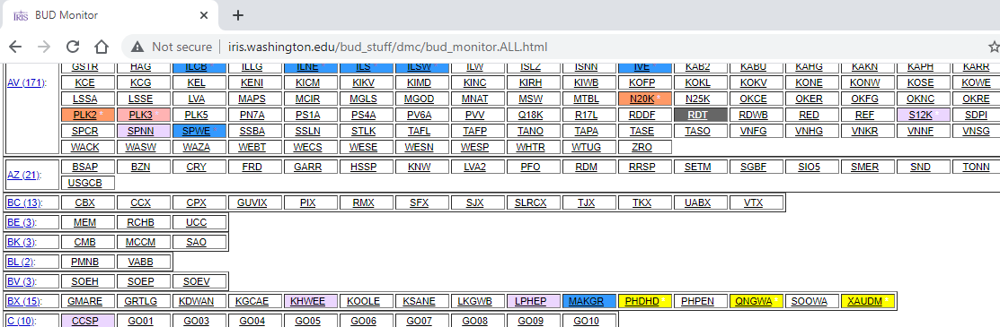 IRIS BUD Monitor
Not secure iris.washington.edu/bud_stuff/dmc/bud_monitor.ALL.html
GSTR HAG ILCB ILLG ILNE ILS ILSW ILW ISLZ ISNN IVE KAB2 KABU KAHG KAKN KAPH KARR
AV (171): KCE KCG KEL KENI KICM KIKV KIMD KINC KIRH KIWB KOFP KOKL KOKV KONE KONW KOSE KOWE
LSSA LSSE LVA MAPS MCIR MGLS MGOD MNAT MSW MTBL N20K * N25K OKCE OKER OKFG OKNC OKRE
PLK2 * PLK3 * PLK5 PN7A PS1A PS4A PV6A PVV Q18K R17L RDDF RDT RDWB RED REF S12K * SDPI
SPCR SPNN SPWE SSBA SSLN STLK TAFL TAFP TANO TAPA TASE TASO VNFG VNHG VNKR VNNF VNSG
WACK WASW WAZA WEBT WECS WESE WESN WESP WHTR WTUG ZRO
AZ (21): BSAP BZN CRY FRD GARR HSSP KNW LVA2 PFO RDM RRSP SETM SGBF SIO5 SMER SND TONN
USGCB
BC (13): CBX CCX CPX GUVIX PIX RMX SFX SJX SLRCX TJX TKX UABX VTX
BE (3): MEM RCHB UCC
BK (3): CMB MCCM SAO
BL (2): PMNB VABB
BV (3): SOEH SOEP SOEV
BX (15): GMARE GRTLG KDWAN KGCAE KHWEE KOOLE KSANE LKGWB LPHEP MAKGR PHDHD * PHPEN QNGWA * SOOWA XAUDM *
C (10): CCSP GO01 GO03 GO04 GO05 GO06 GO07 GO08 GO09 GO10